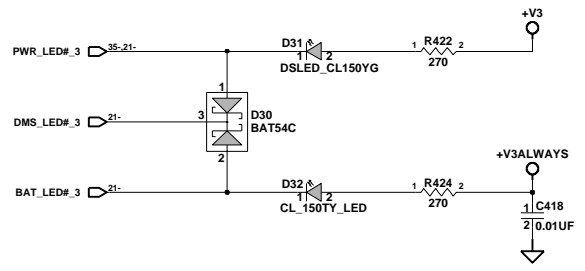 +V3
PWR_LED#_3 35-,21-
D31
1 2
DSLED_CL150YG
1 R422 2
270
1
DMS_LED#_3 21-
3
D30
BAT54C
2
+V3ALWAYS
BAT_LED#_3 21-
D32
1 2
CL_150TY_LED
1 R424 2
270
1 C418
2 0.01UF